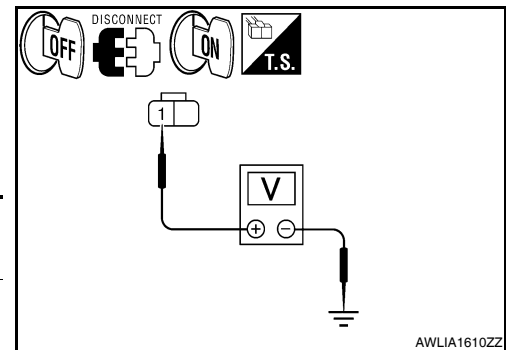 OFF
DISCONNECT
ON
T.S.
1
V
+ −
AWLIA1610ZZ